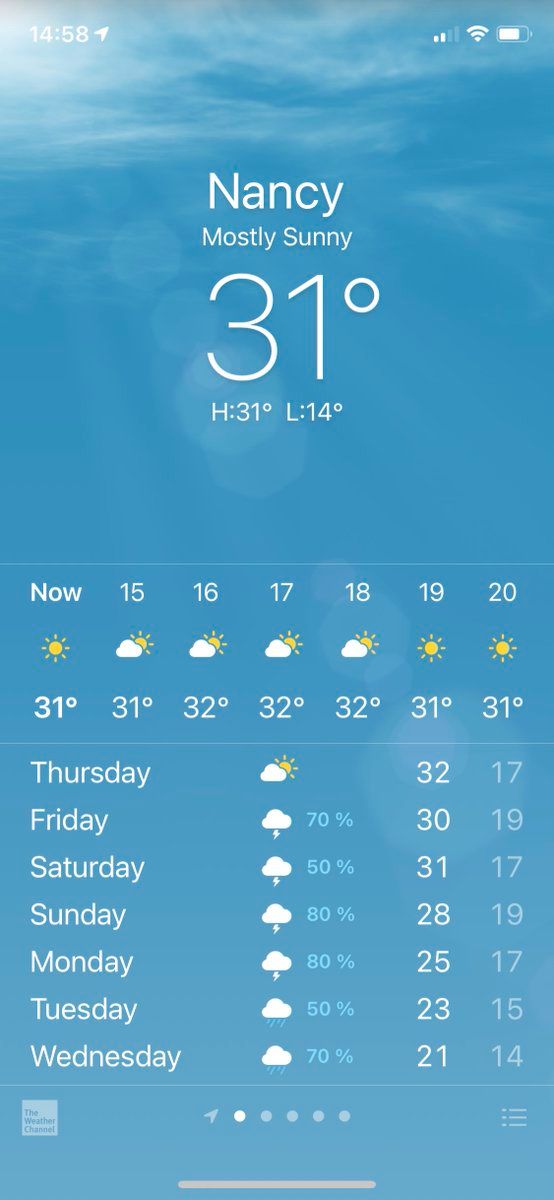 14:58
Nancy
Mostly Sunny
31°
H:31° L:14°
Now 15 16 17 18 19 20
31° 31° 32° 32° 32° 31° 31°
Thursday 32 17
Friday 70 % 30 19
Saturday 50 % 31 17
Sunday 80 % 28 19
Monday 80 % 25 17
Tuesday 50 % 23 15
Wednesday 70 % 21 14
The
Weather
Channel